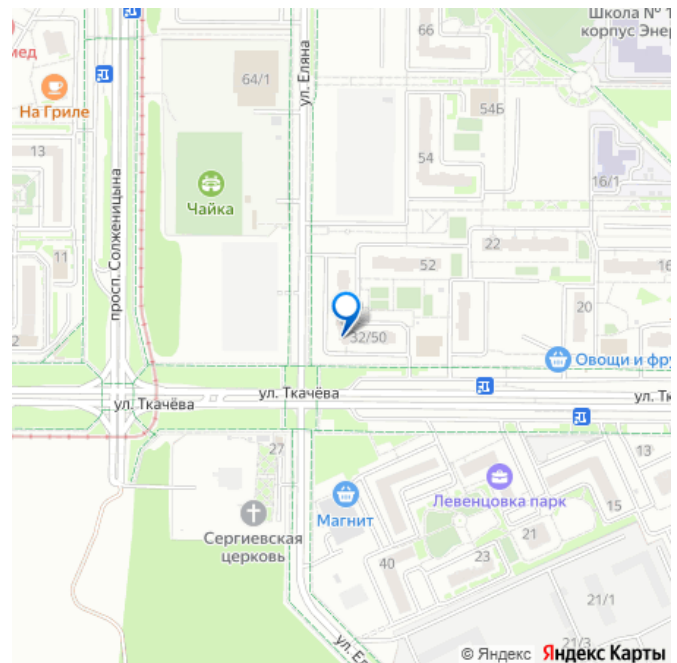 Школа № 1
корпус Энер
мед
На Гриле
13
просп. Солженицына
64/1
ул. Еляна
66
54Б
54
16/1
Чайка
11
2
52
22
16
20
32/50
Овощи и фру
ул. Ткачёва
ул. Ткачёва
ул. Тк
27
Сергиевская
церковь
Магнит
Левенцовка парк
13
15
21
23
40
21/1
21/3
ул. Ел
© Яндекс Яндекс Карты